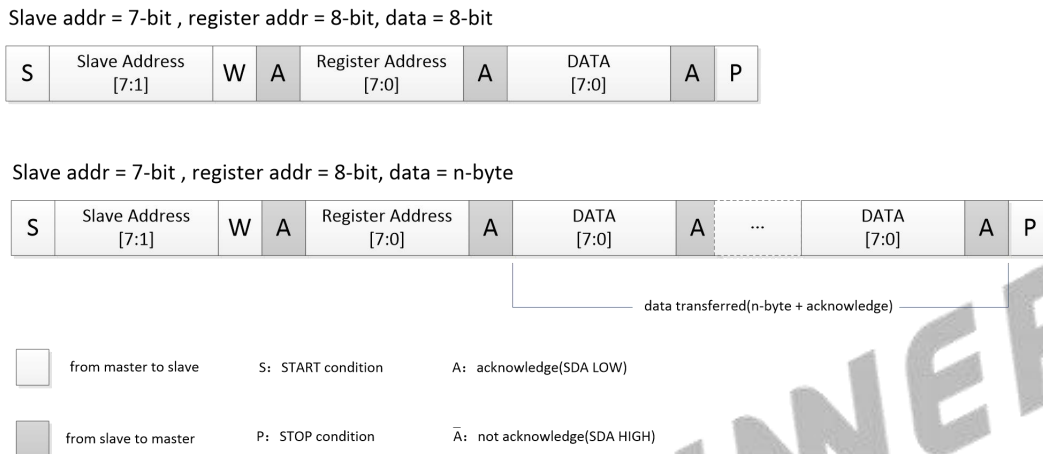 Slave addr = 7-bit , register addr = 8-bit, data = 8-bit
S Slave Address [7:1] W A Register Address [7:0] A DATA [7:0] A P
Slave addr = 7-bit , register addr = 8-bit, data = n-byte
S Slave Address [7:1] W A Register Address [7:0] A DATA [7:0] A ... DATA [7:0] A P
data transferred(n-byte + acknowledge)
from master to slave S: START condition A: acknowledge(SDA LOW)
from slave to master P: STOP condition A̅: not acknowledge(SDA HIGH)